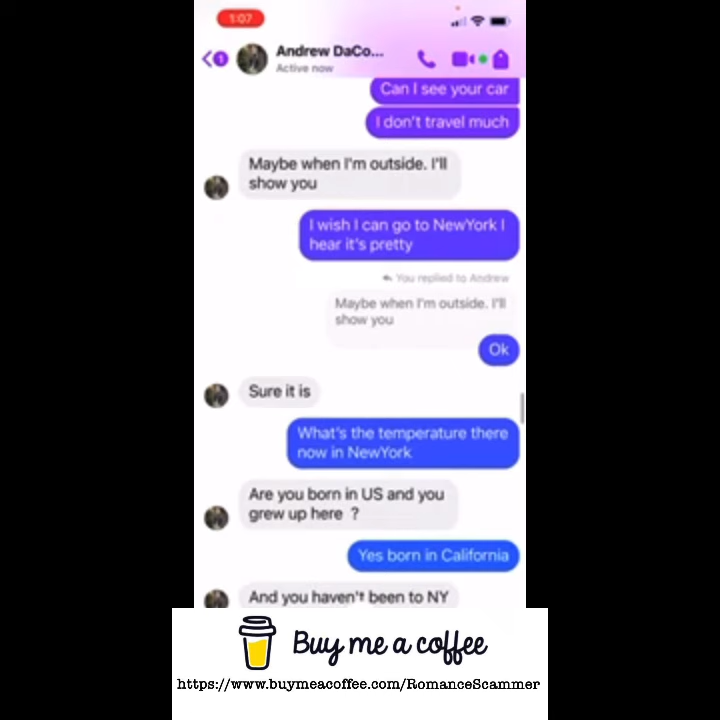 1:07
1
Andrew DaCo...
Active now
Can I see your car
I don't travel much
Maybe when I'm outside. I'll
show you
I wish I can go to NewYork I
hear it's pretty
You replied to Andrew
Maybe when I'm outside. I'll
show you
Ok
Sure it is
What's the temperature there
now in NewYork
Are you born in US and you
grew up here ?
Yes born in California
And you haven't been to NY
Buy me a coffee
https://www.buymeacoffee.com/RomanceScammer